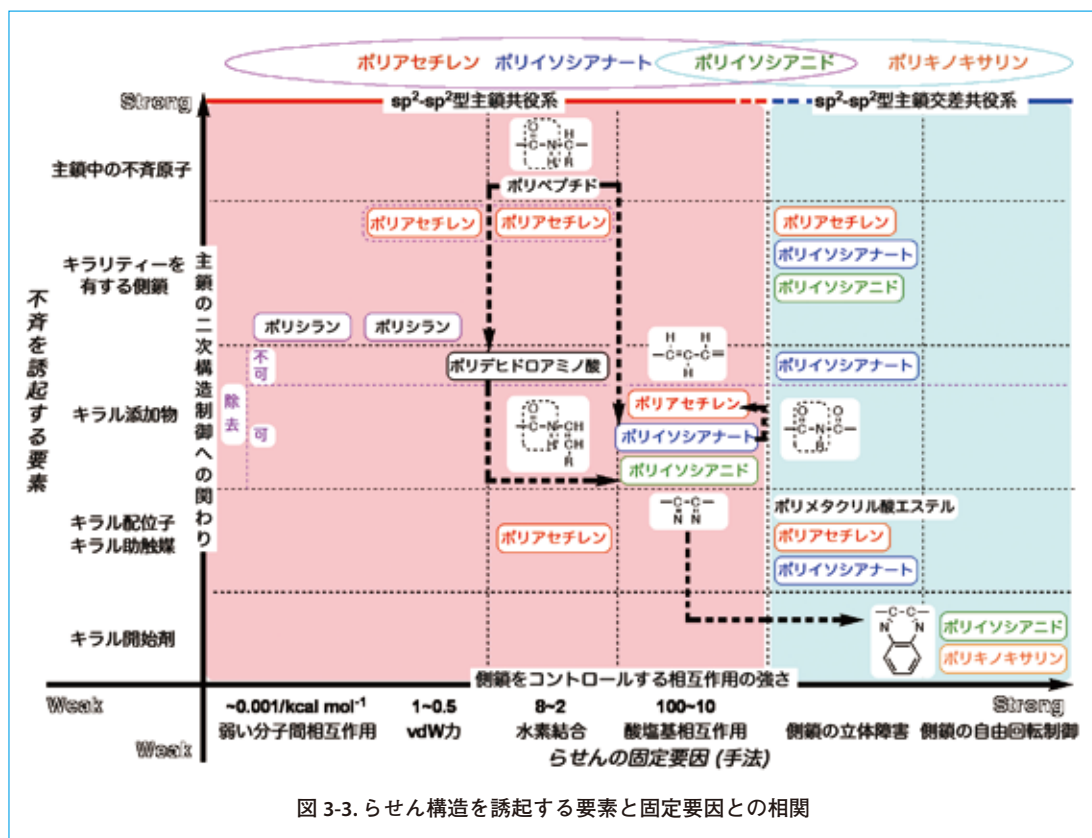 ポリアセチレン ポリイソシアナート ポリイソシアニド ポリキノキサリン
Strong
sp²-sp²型主鎖共役系
sp²-sp²型主鎖交差共役系
主鎖中の不斉原子
ポリペプチド
ポリアセチレン
ポリアセチレン
ポリアセチレン
キラリティーを
有する側鎖
ポリイソシアナート
ポリイソシアニド
ポリシラン
ポリシラン
不斉を誘起する要素
主鎖の二次構造制御への関わり
除去
不可
可
ポリデヒドロアミノ酸
ポリイソシアナート
キラル添加物
ポリアセチレン
ポリイソシアナート
ポリイソシアニド
キラル配位子
キラル助触媒
ポリメタクリル酸エステル
ポリアセチレン
ポリアセチレン
ポリイソシアナート
キラル開始剤
ポリイソシアニド
ポリキノキサリン
側鎖をコントロールする相互作用の強さ
Weak
~0.001/kcal mol⁻¹
1~0.5
8~2
100~10
Strong
弱い分子間相互作用
vdW力
水素結合
酸塩基相互作用
側鎖の立体障害
側鎖の自由回転制御
Weak
らせんの固定要因 (手法)
図 3-3. らせん構造を誘起する要素と固定要因との相関